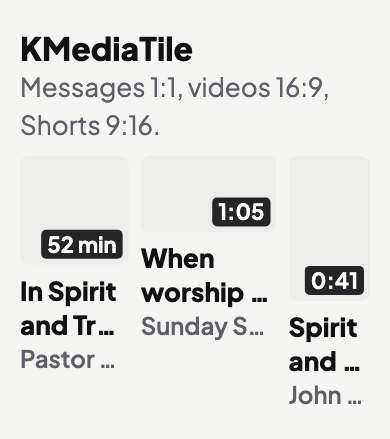 KMediaTile
Messages 1:1, videos 16:9,
Shorts 9:16.
52 min
In Spirit
and Tr...
Pastor ...
1:05
When
worship ...
Sunday S...
0:41
Spirit
and ...
John ...